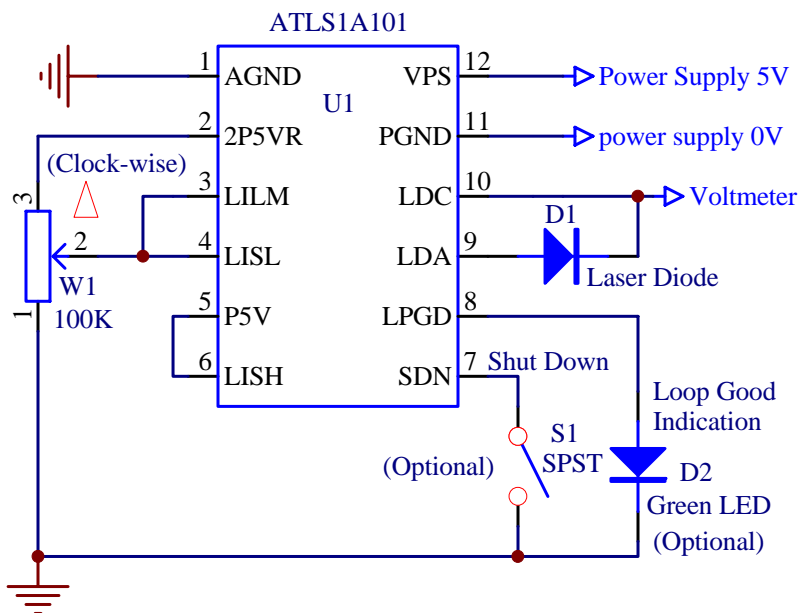 ATLS1A101
U1
1 AGND
2 2P5VR
3 LILM
4 LISL
5 P5V
6 LISH
VPS 12
PGND 11
LDC 10
LDA 9
LPGD 8
SDN 7
Power Supply 5V
power supply 0V
Voltmeter
(Clock-wise)
3
2
1
W1
100K
D1
Laser Diode
Shut Down
Loop Good
Indication
S1
SPST
(Optional)
D2
Green LED
(Optional)